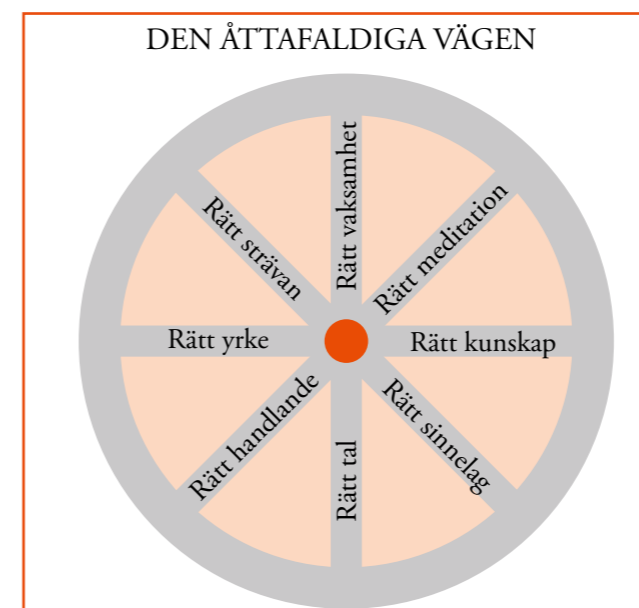 DEN ÅTTAFALDIGA VÄGEN
Rätt vaksamhet
Rätt meditation
Rätt kunskap
Rätt sinnelag
Rätt tal
Rätt handlande
Rätt yrke
Rätt strävan